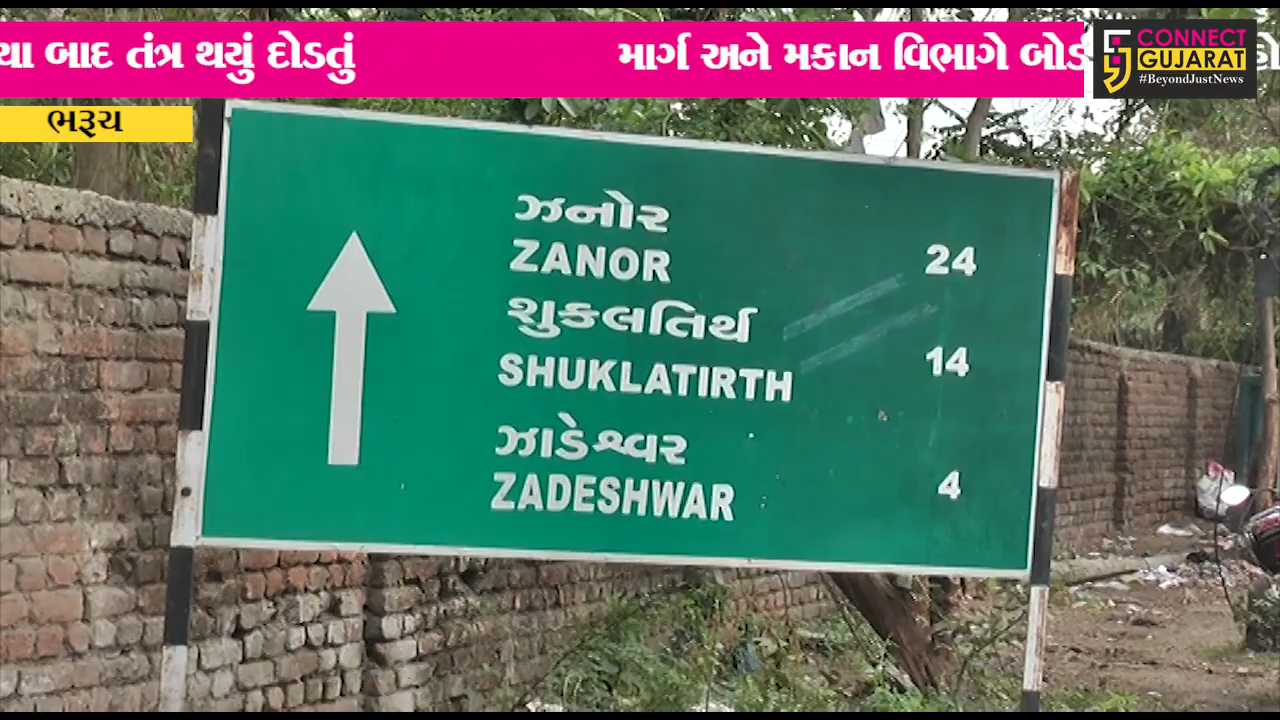 યા બાદ તંત્ર થયું દોડતું માર્ગ અને મકાન વિભાગે
CONNECT
GUJARAT
#BeyondJustNews
ભરૂચ
ઝનોર
ZANOR 24
શુકલતિર્થ
SHUKLATIRTH 14
ઝાડેશ્વર
ZADESHWAR 4